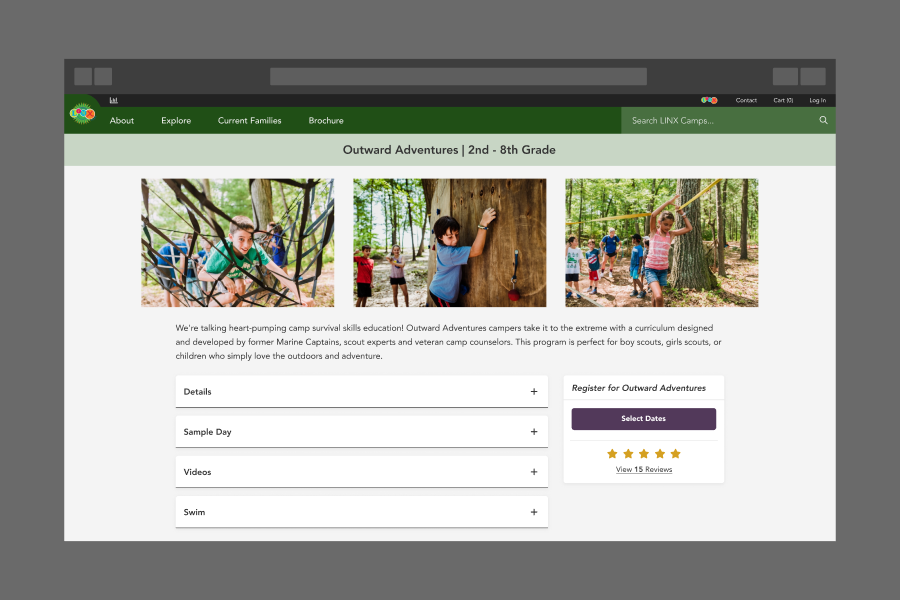 Contact Cart (0) Log In
About Explore Current Families Brochure Search LINX Camps...
Outward Adventures | 2nd - 8th Grade
We're talking heart-pumping camp survival skills education! Outward Adventures campers take it to the extreme with a curriculum designed
and developed by former Marine Captains, scout experts and veteran camp counselors. This program is perfect for boy scouts, girls scouts, or
children who simply love the outdoors and adventure.
Details +
Sample Day +
Videos +
Swim +
Register for Outward Adventures
Select Dates
View 15 Reviews